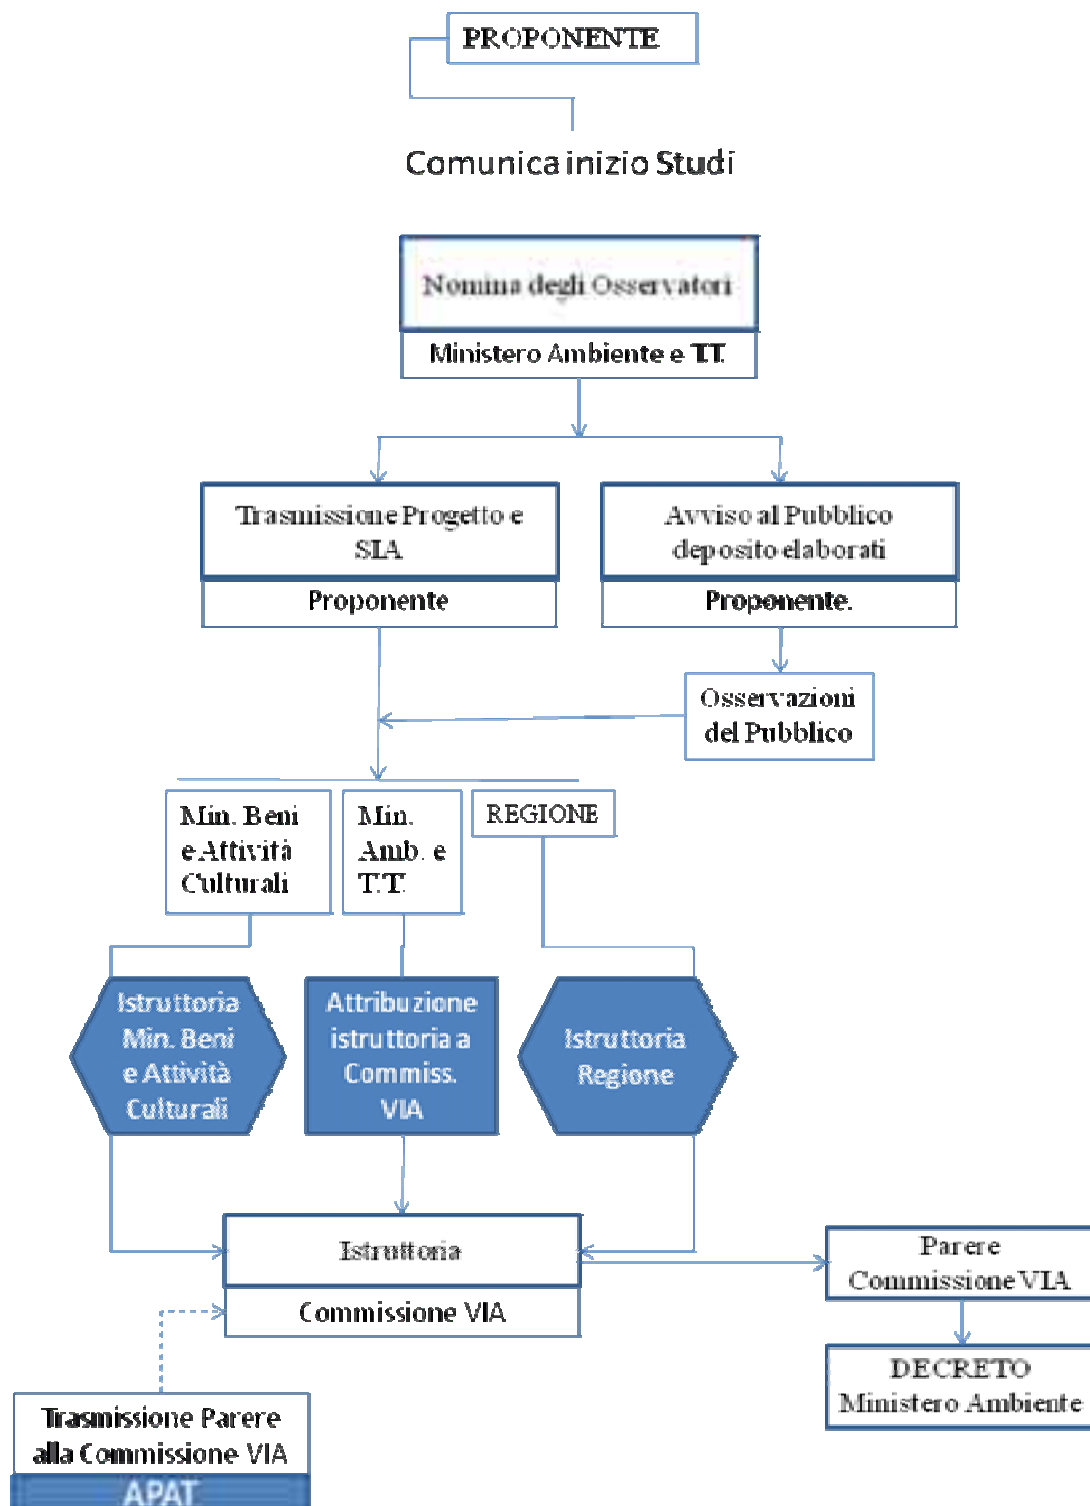 PROPONENTE
Comunica inizio Studi
Nomina degli Osservatori
Ministero Ambiente e TT.
Trasmissione Progetto e
SIA
Proponente
Avviso al Pubblico
deposito elaborati
Proponente.
Osservazioni
del Pubblico
Min. Beni
e Attività
Culturali
Min.
Amb. e
T.T.
REGIONE
Istruttoria
Min. Beni
e Attività
Culturali
Attribuzione
istruttoria a
Commiss.
VIA
Istruttoria
Regione
Istruttoria
Commissione VIA
Parere
Commissione VIA
DECRETO
Ministero Ambiente
Trasmissione Parere
alla Commissione VIA
APAT